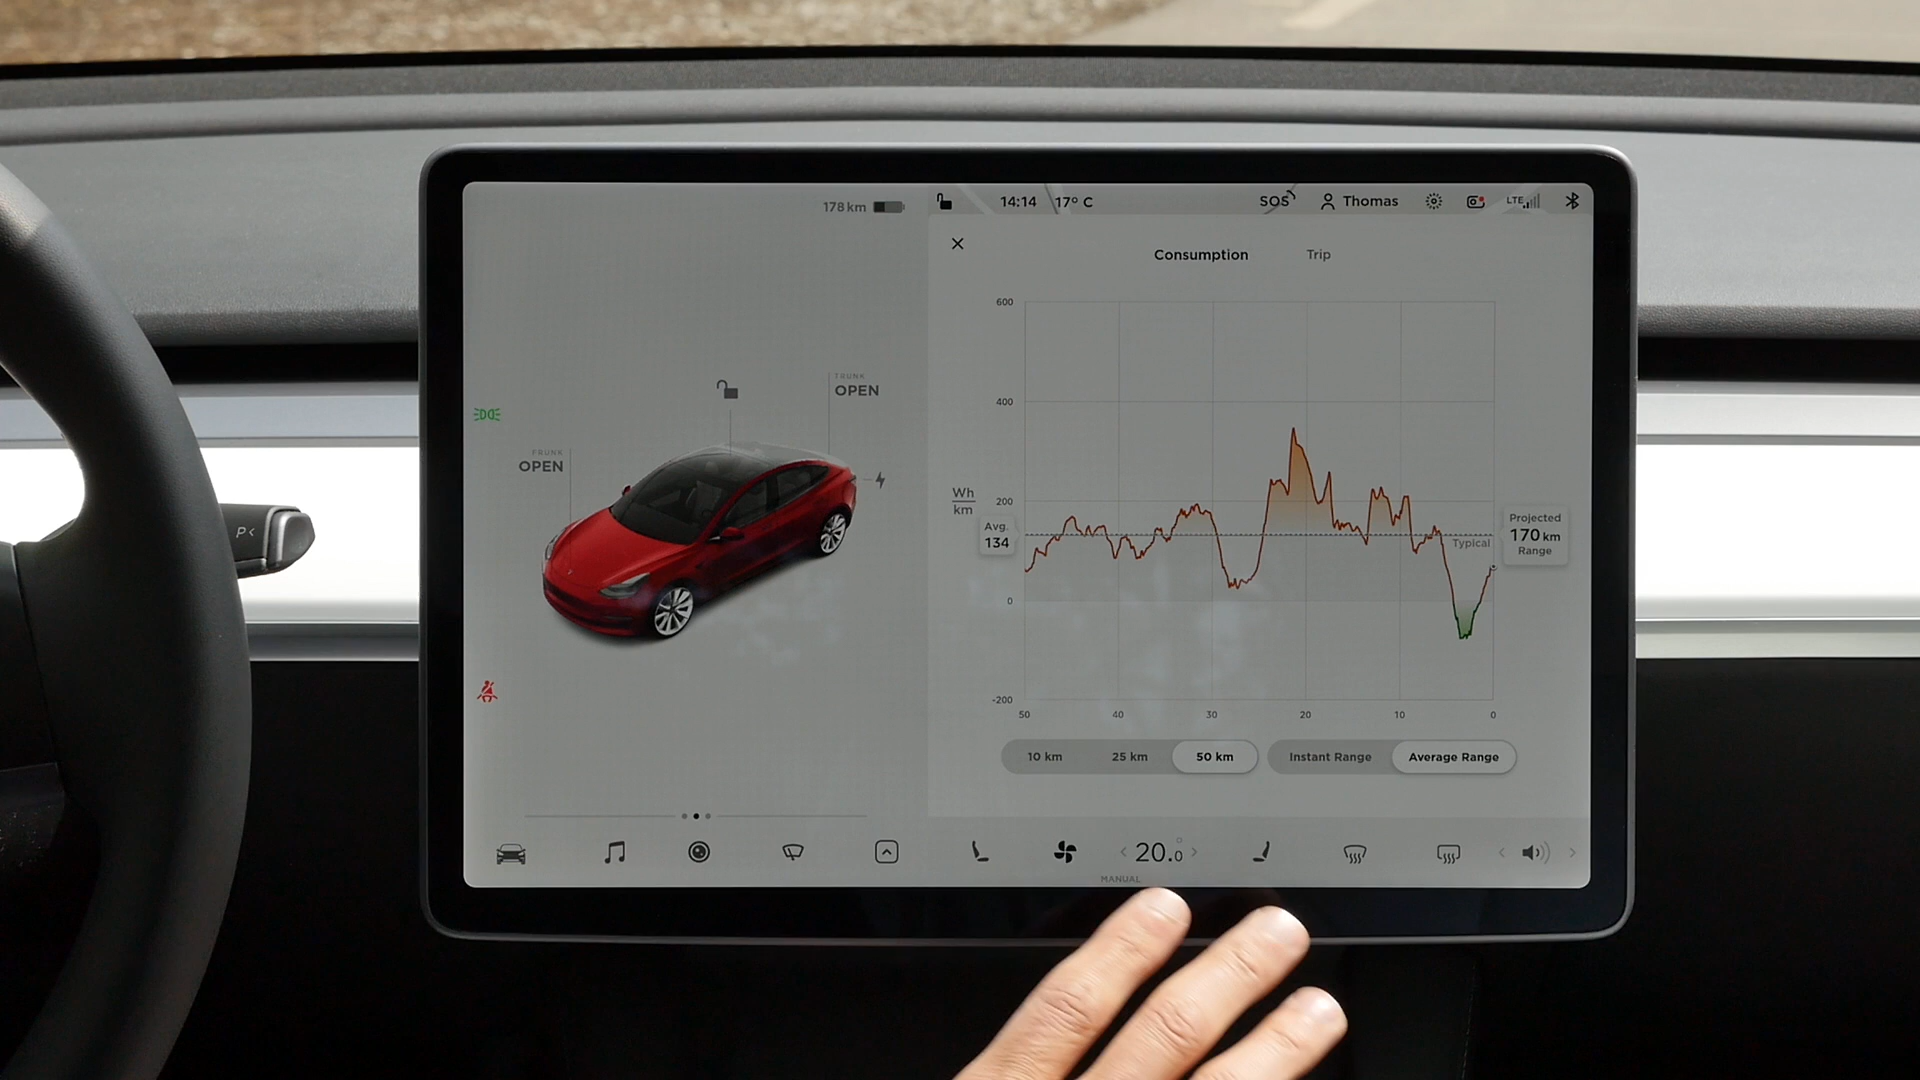 178 km
14:14 17° C SOS Thomas LTE
Consumption Trip
TRUNK
OPEN
FRUNK
OPEN
P<
600
400
200
0
-200
Wh
km
Avg.
134
Typical
Projected
170 km
Range
50 40 30 20 10 0
10 km 25 km 50 km Instant Range Average Range
< 20.0° >
MANUAL